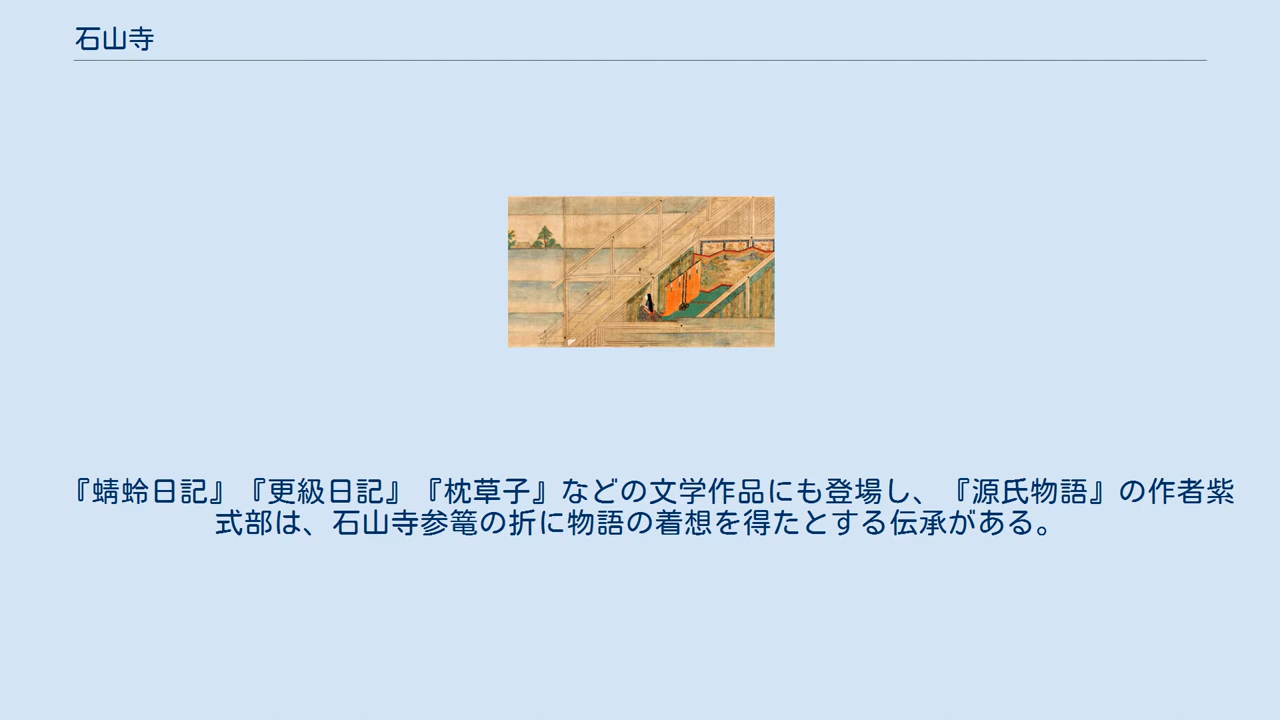 石山寺
『蜻蛉日記』『更級日記』『枕草子』などの文学作品にも登場し、『源氏物語』の作者紫
式部は、石山寺参篭の折に物語の着想を得たとする伝承がある。